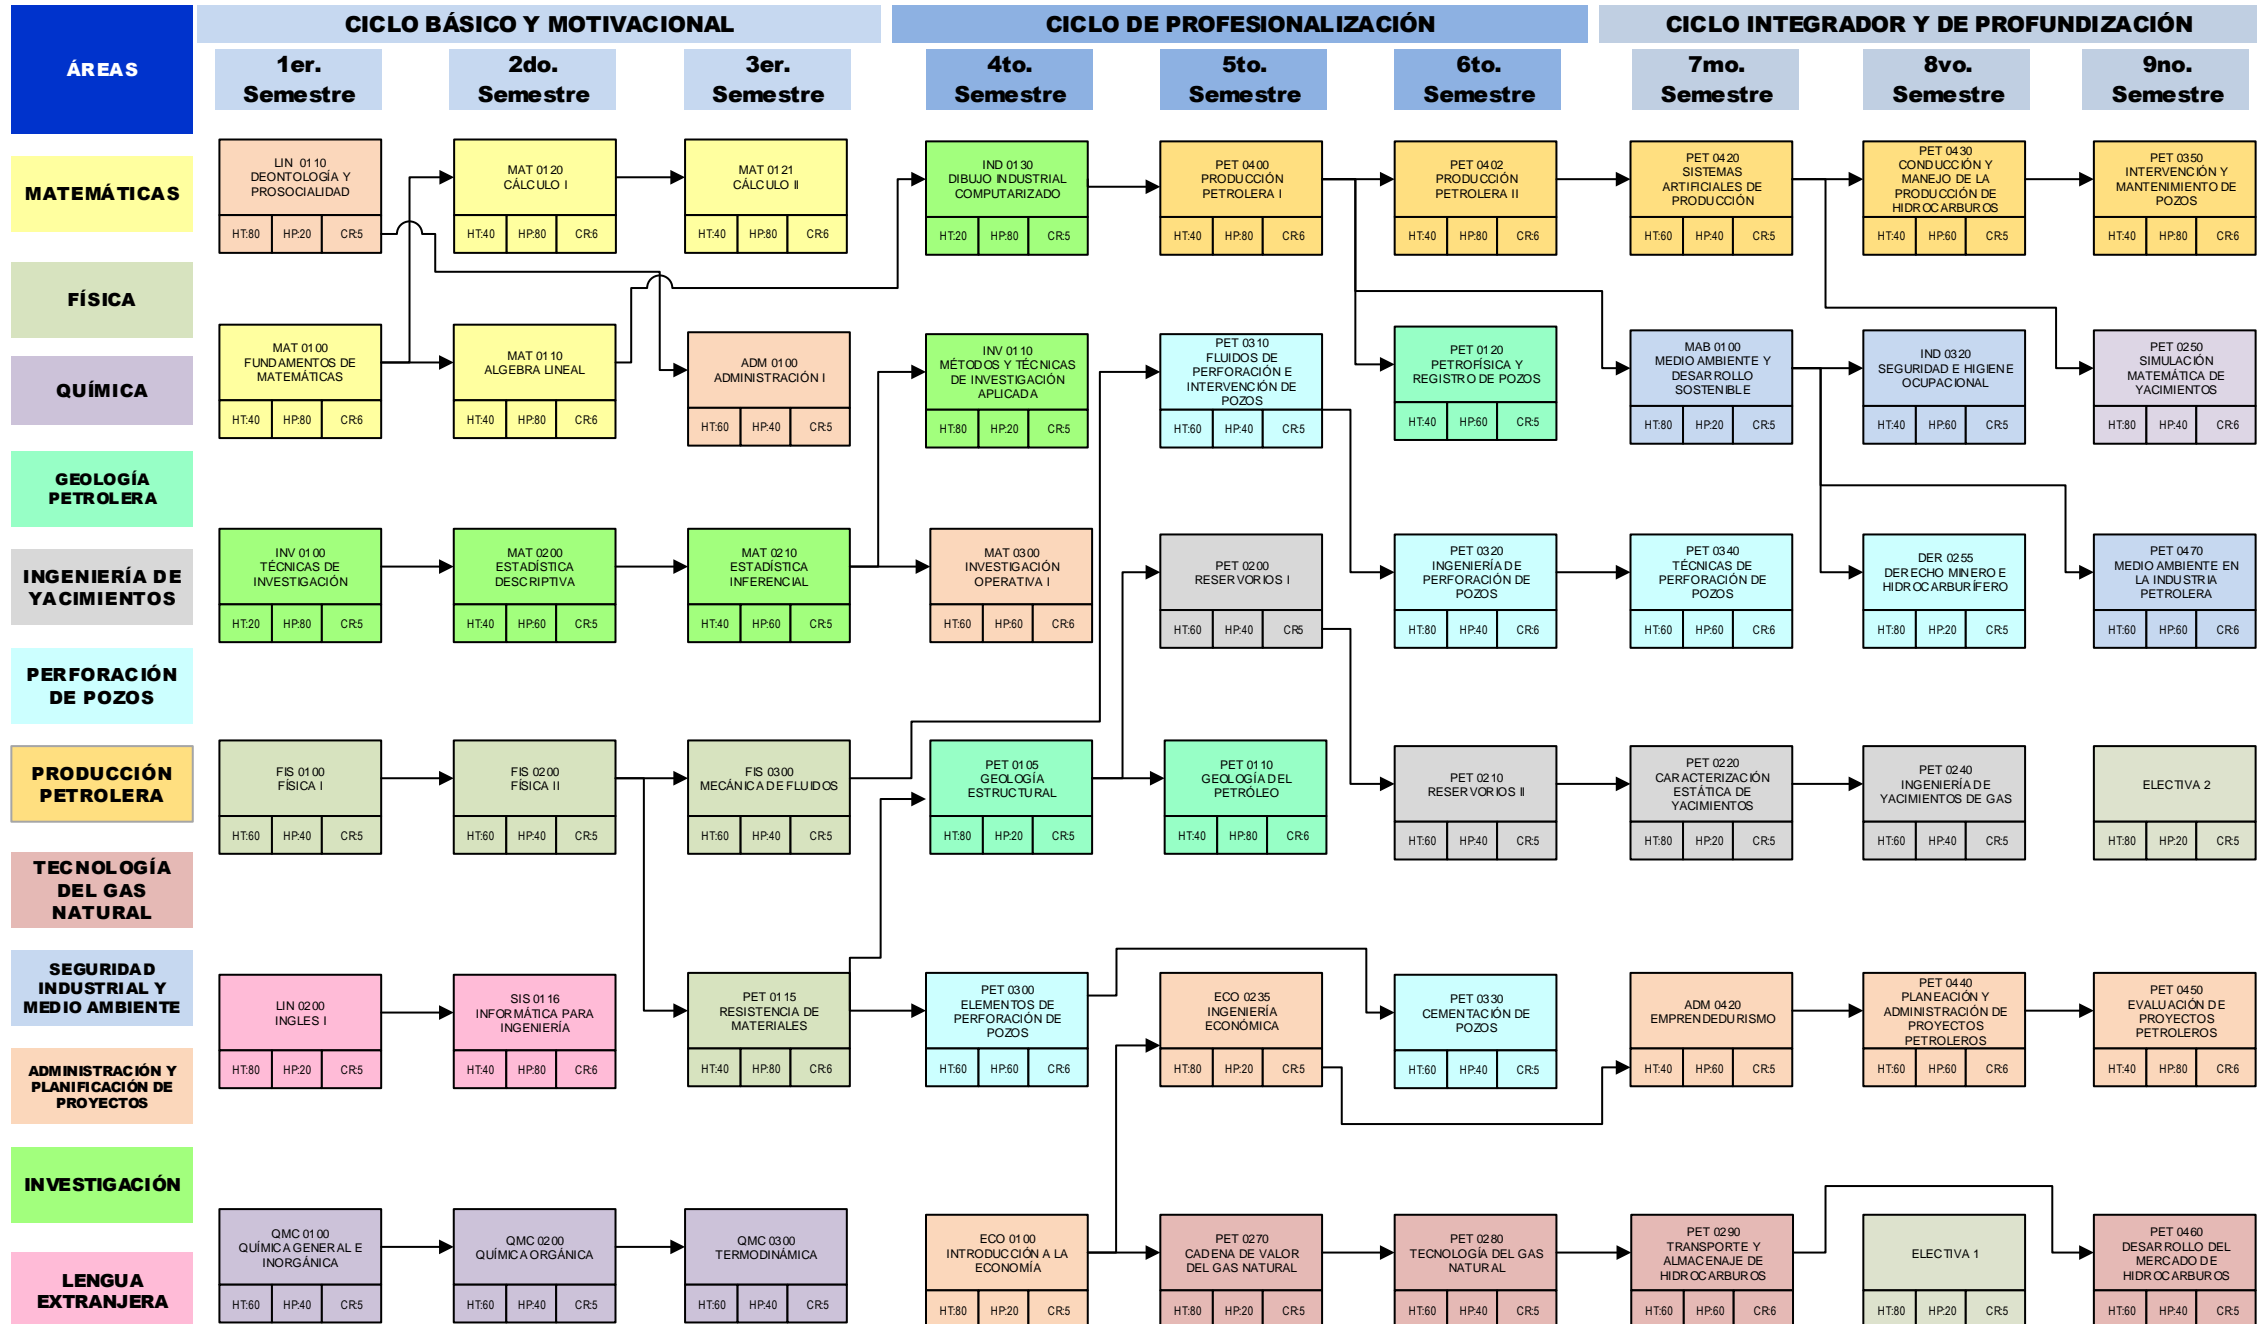 ÁREAS
CICLO BÁSICO Y MOTIVACIONAL
CICLO DE PROFESIONALIZACIÓN
CICLO INTEGRADOR Y DE PROFUNDIZACIÓN
1er.
Semestre
2do.
Semestre
3er.
Semestre
4to.
Semestre
5to.
Semestre
6to.
Semestre
7mo.
Semestre
8vo.
Semestre
9no.
Semestre
MATEMÁTICAS
FÍSICA
QUÍMICA
GEOLOGÍA
PETROLERA
INGENIERÍA DE
YACIMIENTOS
PERFORACIÓN
DE POZOS
PRODUCCIÓN
PETROLERA
TECNOLOGÍA
DEL GAS
NATURAL
SEGURIDAD
INDUSTRIAL Y
MEDIO AMBIENTE
ADMINISTRACIÓN Y
PLANIFICACIÓN DE
PROYECTOS
INVESTIGACIÓN
LENGUA
EXTRANJERA
LIN 0110
DEONTOLOGÍA Y
PROSOCIALIDAD
HT:80 HP:20 CR:5
MAT 0120
CÁLCULO I
HT:40 HP:80 CR:6
MAT 0121
CÁLCULO II
HT:40 HP:80 CR:6
IND 0130
DIBUJO INDUSTRIAL
COMPUTARIZADO
HT:20 HP:80 CR:5
PET 0400
PRODUCCIÓN
PETROLERA I
HT:40 HP:80 CR:6
PET 0402
PRODUCCIÓN
PETROLERA II
HT:40 HP:80 CR:6
PET 0420
SISTEMAS
ARTIFICIALES DE
PRODUCCIÓN
HT:60 HP:40 CR:5
PET 0430
CONDUCCIÓN Y
MANEJO DE LA
PRODUCCIÓN DE
HIDROCARBUROS
HT:40 HP:60 CR:5
PET 0350
INTERVENCIÓN Y
MANTENIMIENTO DE
POZOS
HT:40 HP:80 CR:6
MAT 0100
FUNDAMENTOS DE
MATEMÁTICAS
HT:40 HP:80 CR:6
MAT 0110
ALGEBRA LINEAL
HT:40 HP:80 CR:6
ADM 0100
ADMINISTRACIÓN I
HT:60 HP:40 CR:5
INV 0110
MÉTODOS Y TÉCNICAS
DE INVESTIGACIÓN
APLICADA
HT:80 HP:20 CR:5
PET 0310
FLUIDOS DE
PERFORACIÓN E
INTERVENCIÓN DE
POZOS
HT:60 HP:40 CR:5
PET 0120
PETROFÍSICA Y
REGISTRO DE POZOS
HT:40 HP:60 CR:5
MAB 0100
MEDIO AMBIENTE Y
DESARROLLO
SOSTENIBLE
HT:80 HP:20 CR:5
IND 0320
SEGURIDAD E HIGIENE
OCUPACIONAL
HT:40 HP:60 CR:5
PET 0250
SIMULACIÓN
MATEMÁTICA DE
YACIMIENTOS
HT:80 HP:40 CR:6
INV 0100
TÉCNICAS DE
INVESTIGACIÓN
HT:20 HP:80 CR:5
MAT 0200
ESTADÍSTICA
DESCRIPTIVA
HT:40 HP:60 CR:5
MAT 0210
ESTADÍSTICA
INFERENCIAL
HT:40 HP:60 CR:5
MAT 0300
INVESTIGACIÓN
OPERATIVA I
HT:60 HP:60 CR:6
PET 0200
RESERVORIOS I
HT:60 HP:40 CR:5
PET 0320
INGENIERÍA DE
PERFORACIÓN DE
POZOS
HT:80 HP:40 CR:6
PET 0340
TÉCNICAS DE
PERFORACIÓN DE
POZOS
HT:60 HP:60 CR:6
DER 0255
DERECHO MINERO E
HIDROCARBURÍFERO
HT:80 HP:20 CR:5
PET 0470
MEDIO AMBIENTE EN
LA INDUSTRIA
PETROLERA
HT:60 HP:60 CR:6
FIS 0100
FÍSICA I
HT:60 HP:40 CR:5
FIS 0200
FÍSICA II
HT:60 HP:40 CR:5
FIS 0300
MECÁNICA DE FLUIDOS
HT:60 HP:40 CR:5
PET 0105
GEOLOGÍA
ESTRUCTURAL
HT:80 HP:20 CR:5
PET 0110
GEOLOGÍA DEL
PETRÓLEO
HT:40 HP:80 CR:6
PET 0210
RESERVORIOS II
HT:60 HP:40 CR:5
PET 0220
CARACTERIZACIÓN
ESTÁTICA DE
YACIMIENTOS
HT:80 HP:20 CR:5
PET 0240
INGENIERÍA DE
YACIMIENTOS DE GAS
HT:60 HP:40 CR:5
ELECTIVA 2
HT:80 HP:20 CR:5
LIN 0200
INGLES I
HT:80 HP:20 CR:5
SIS 0116
INFORMÁTICA PARA
INGENIERÍA
HT:40 HP:80 CR:6
PET 0115
RESISTENCIA DE
MATERIALES
HT:40 HP:80 CR:6
PET 0300
ELEMENTOS DE
PERFORACIÓN DE
POZOS
HT:60 HP:60 CR:6
ECO 0235
INGENIERÍA
ECONÓMICA
HT:80 HP:20 CR:5
PET 0330
CEMENTACIÓN DE
POZOS
HT:60 HP:40 CR:5
ADM 0420
EMPRENDEDURISMO
HT:40 HP:60 CR:5
PET 0440
PLANEACIÓN Y
ADMINISTRACIÓN DE
PROYECTOS
PETROLEROS
HT:60 HP:60 CR:6
PET 0450
EVALUACIÓN DE
PROYECTOS
PETROLEROS
HT:40 HP:80 CR:6
QMC 0100
QUÍMICA GENERAL E
INORGÁNICA
HT:60 HP:40 CR:5
QMC 0200
QUÍMICA ORGÁNICA
HT:60 HP:40 CR:5
QMC 0300
TERMODINÁMICA
HT:60 HP:40 CR:5
ECO 0100
INTRODUCCIÓN A LA
ECONOMÍA
HT:80 HP:20 CR:5
PET 0270
CADENA DE VALOR
DEL GAS NATURAL
HT:80 HP:20 CR:5
PET 0280
TECNOLOGÍA DEL GAS
NATURAL
HT:60 HP:40 CR:5
PET 0290
TRANSPORTE Y
ALMACENAJE DE
HIDROCARBUROS
HT:60 HP:60 CR:6
ELECTIVA 1
HT:80 HP:20 CR:5
PET 0460
DESARROLLO DEL
MERCADO DE
HIDROCARBUROS
HT:60 HP:40 CR:5